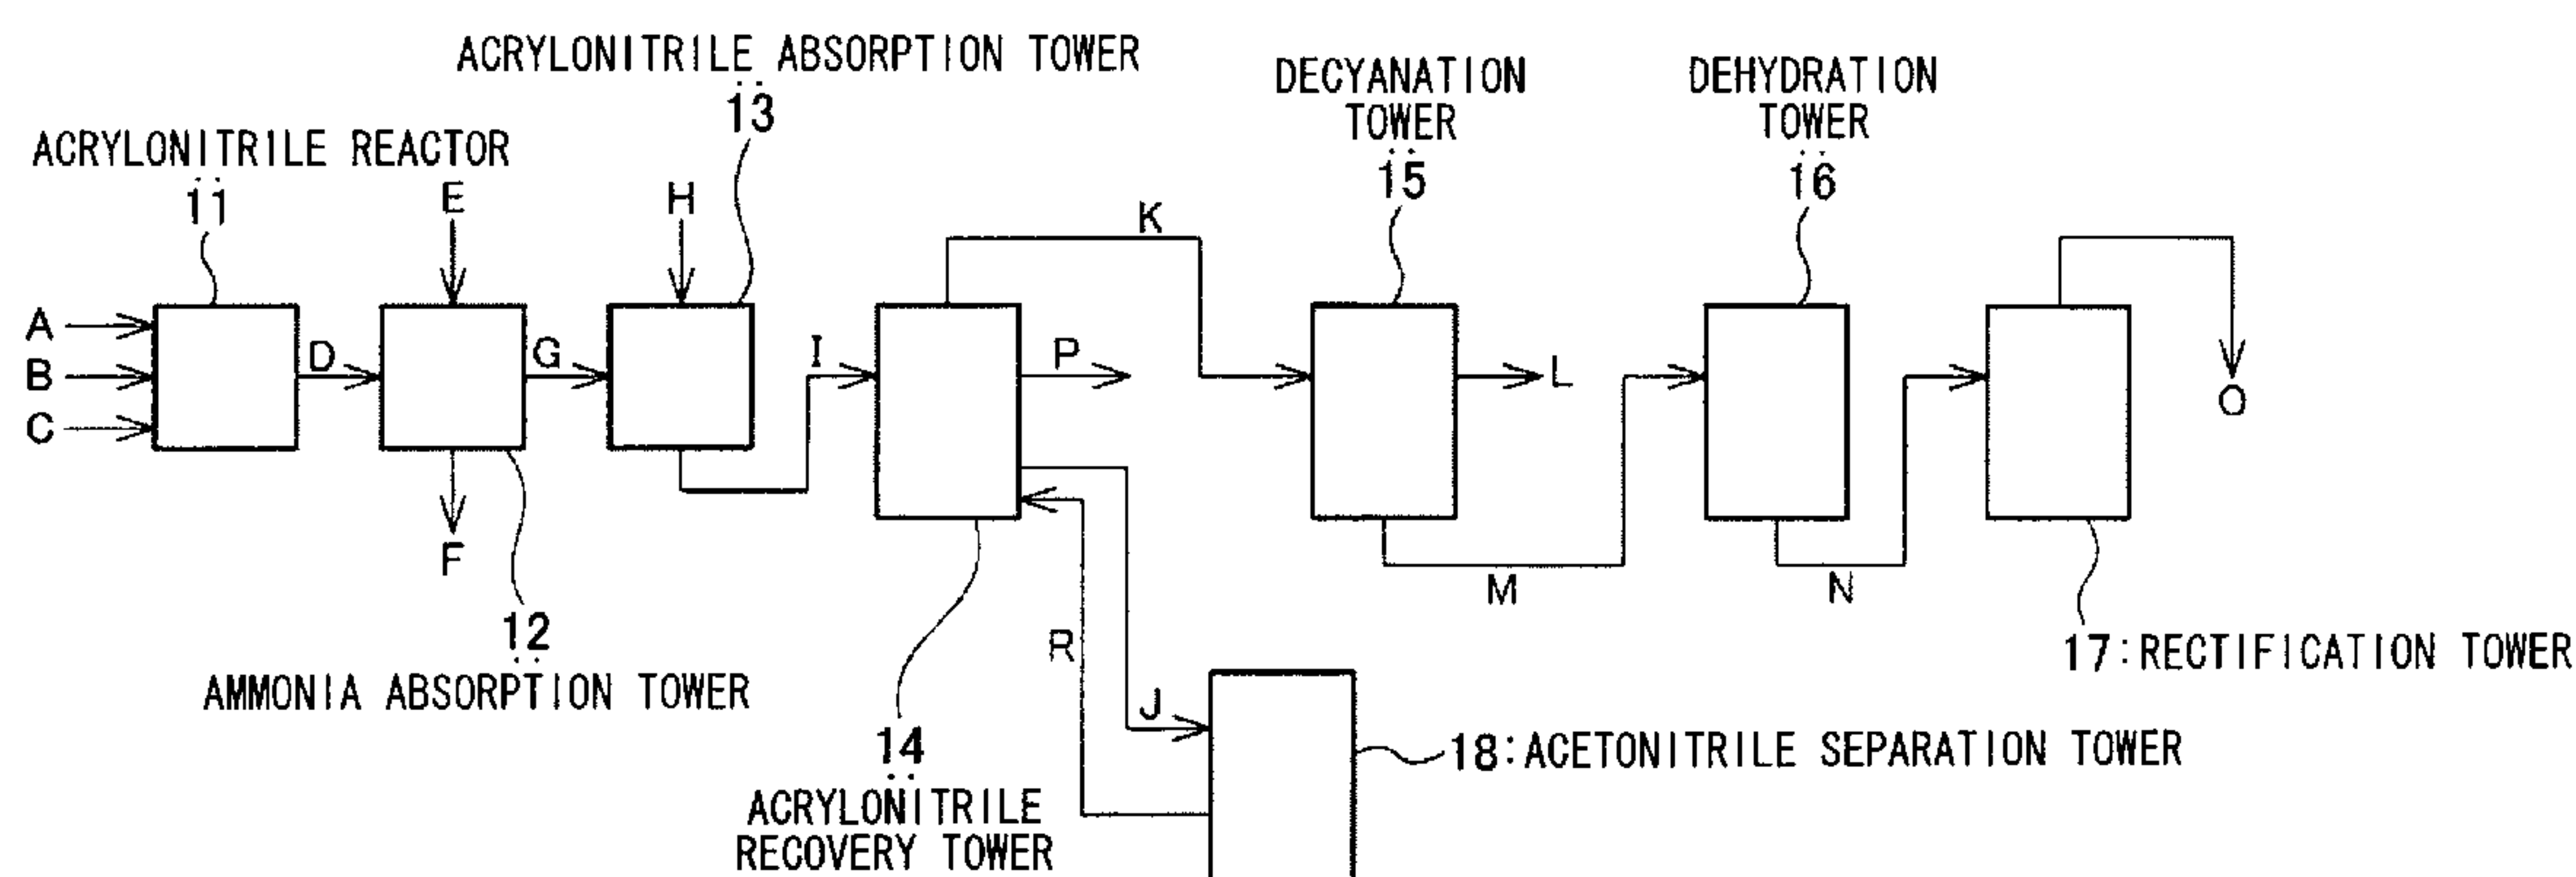 ACRYLONITRILE ABSORPTION TOWER
13
DECYANATION
TOWER
15
DEHYDRATION
TOWER
16
ACRYLONITRILE REACTOR
11
E
H
K
A
B
C
D
G
I
P
L
O
F
M
N
12
AMMONIA ABSORPTION TOWER
R
J
17:RECTIFICATION TOWER
14
ACRYLONITRILE
RECOVERY TOWER
18:ACETONITRILE SEPARATION TOWER